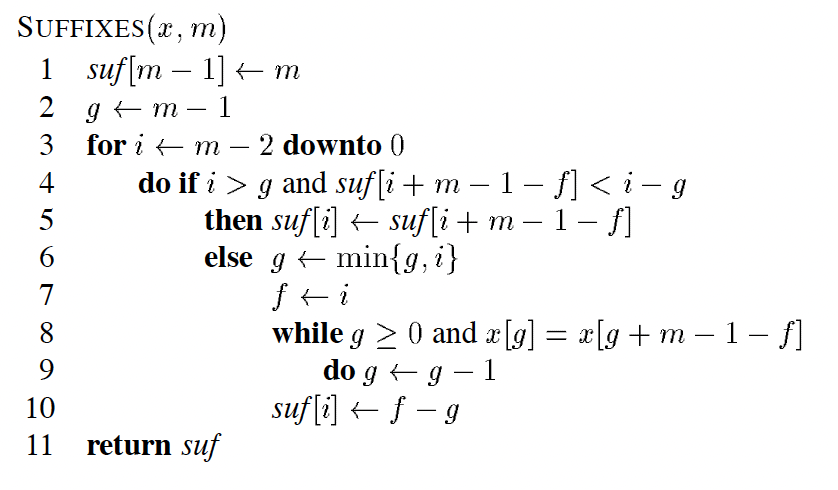 SUFFIXES(x, m)
1 suf[m − 1] ← m
2 g ← m − 1
3 for i ← m − 2 downto 0
4 do if i > g and suf[i + m − 1 − f] < i − g
5 then suf[i] ← suf[i + m − 1 − f]
6 else g ← min{g, i}
7 f ← i
8 while g ≥ 0 and x[g] = x[g + m − 1 − f]
9 do g ← g − 1
10 suf[i] ← f − g
11 return suf